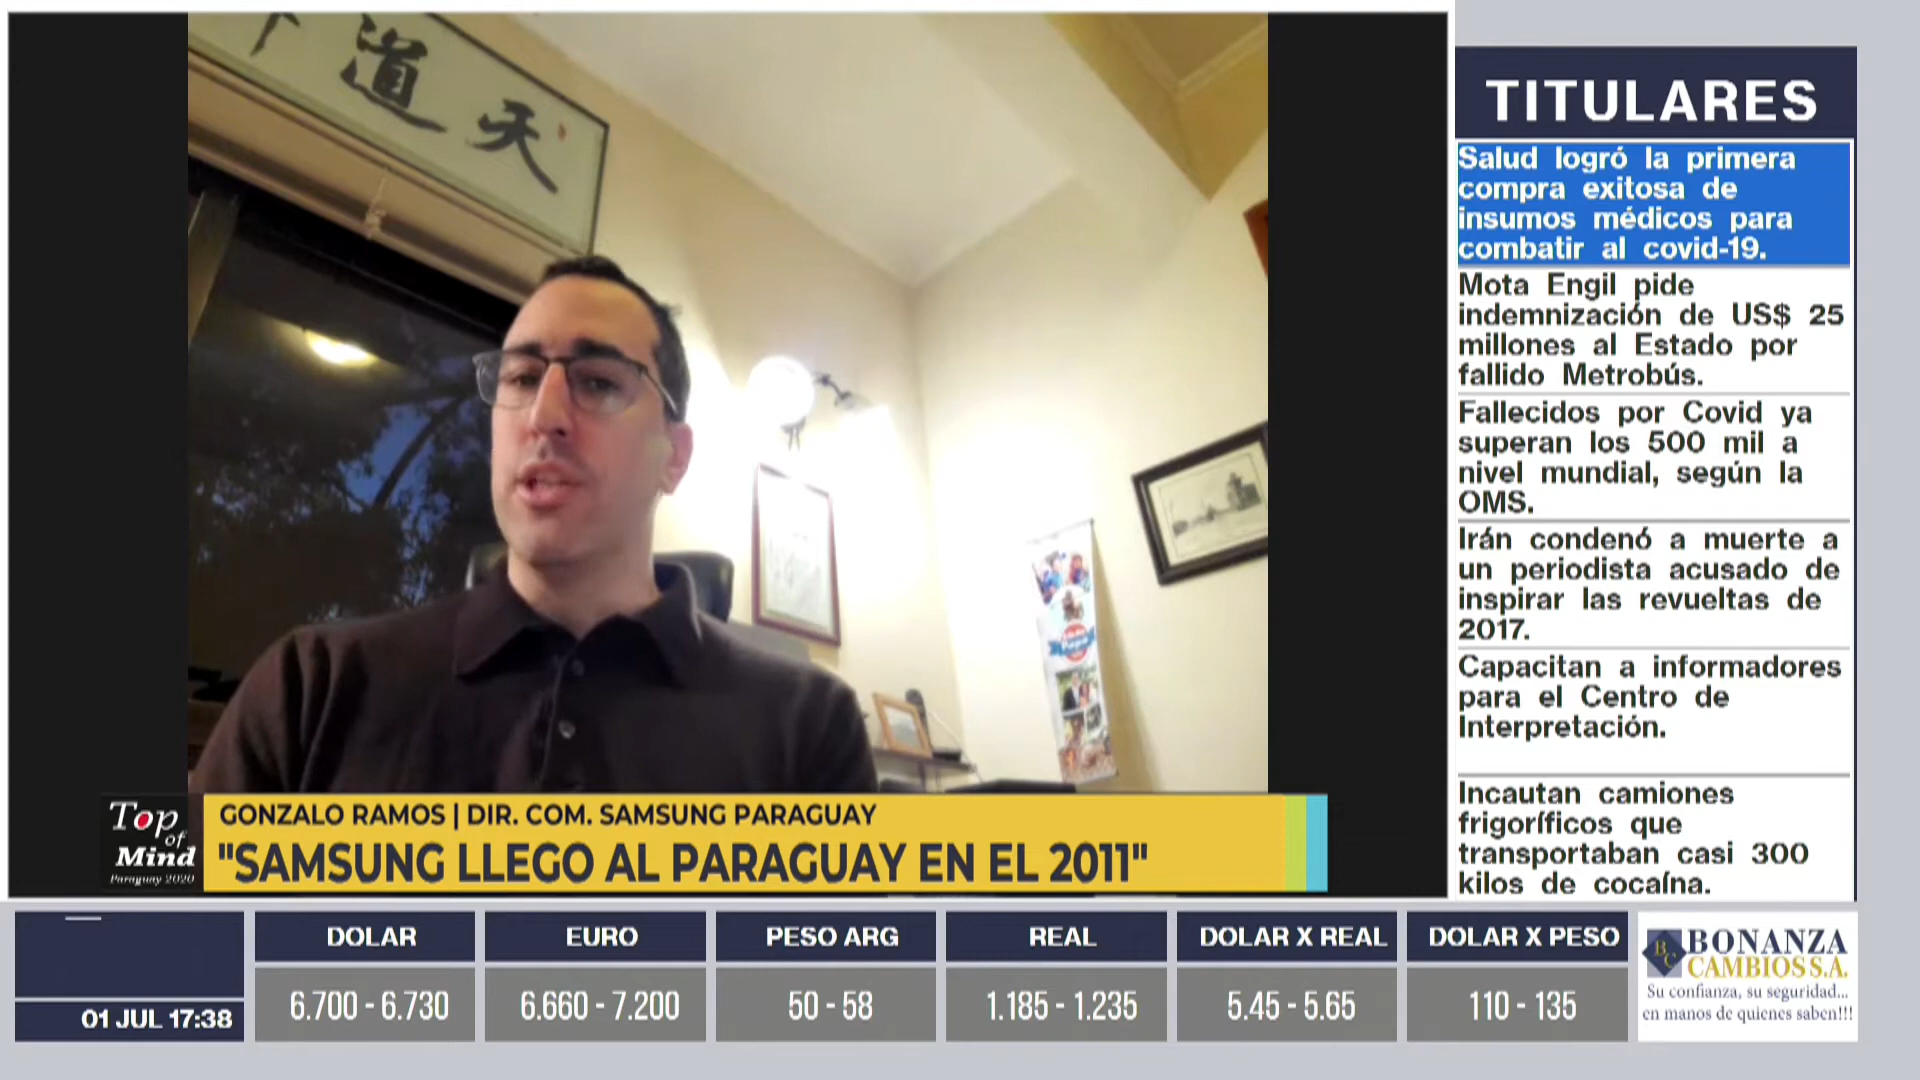 道天
TITULARES
Salud logró la primera
compra exitosa de
insumos médicos para
combatir al covid-19.
Mota Engil pide
indemnización de US$ 25
millones al Estado por
fallido Metrobús.
Fallecidos por Covid ya
superan los 500 mil a
nivel mundial, según la
OMS.
Irán condenó a muerte a
un periodista acusado de
inspirar las revueltas de
2017.
Capacitan a informadores
para el Centro de
Interpretación.
Incautan camiones
frigoríficos que
transportaban casi 300
kilos de cocaína.
Top
of
Mind
Paraguay 2020
GONZALO RAMOS | DIR. COM. SAMSUNG PARAGUAY
"SAMSUNG LLEGO AL PARAGUAY EN EL 2011"
01 JUL 17:38
DOLAR
6.700 - 6.730
EURO
6.660 - 7.200
PESO ARG
50 - 58
REAL
1.185 - 1.235
DOLAR X REAL
5.45 - 5.65
DOLAR X PESO
110 - 135
BC
BONANZA
CAMBIOS S.A.
Su confianza, su seguridad...
en manos de quienes saben!!!